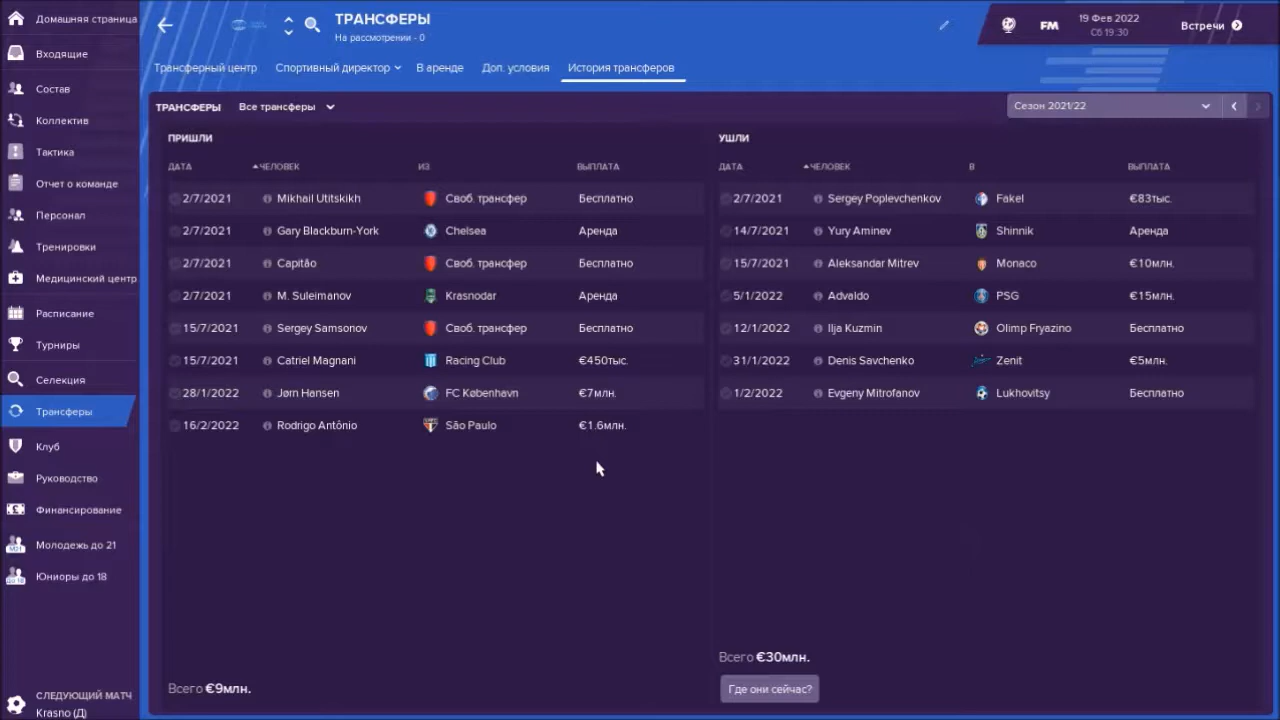 Домашняя страница
Входящие
Состав
Коллектив
Тактика
Отчет о команде
Персонал
Тренировки
Медицинский центр
Расписание
Турниры
Селекция
Трансферы
Клуб
Руководство
Финансирование
Молодежь до 21
Юниоры до 18
СЛЕДУЮЩИЙ МАТЧ
Krasno (Д)
ТРАНСФЕРЫ
На рассмотрении - 0
FM
19 Фев 2022
Сб 19:30
Встречи
Трансферный центр Спортивный директор В аренде Доп. условия История трансферов
ТРАНСФЕРЫ Все трансферы Сезон 2021/22
ПРИШЛИ
ДАТА ЧЕЛОВЕК ИЗ ВЫПЛАТА
2/7/2021 Mikhail Utitskikh Своб. трансфер Бесплатно
2/7/2021 Gary Blackburn-York Chelsea Аренда
2/7/2021 Capitão Своб. трансфер Бесплатно
2/7/2021 M. Suleimanov Krasnodar Аренда
15/7/2021 Sergey Samsonov Своб. трансфер Бесплатно
15/7/2021 Catriel Magnani Racing Club €450тыс.
28/1/2022 Jørn Hansen FC København €7млн.
16/2/2022 Rodrigo Antônio São Paulo €1.6млн.
Всего €9млн.
УШЛИ
ДАТА ЧЕЛОВЕК В ВЫПЛАТА
2/7/2021 Sergey Poplevchenkov Fakel €83тыс.
14/7/2021 Yury Aminev Shinnik Аренда
15/7/2021 Aleksandar Mitrev Monaco €10млн.
5/1/2022 Advaldo PSG €15млн.
12/1/2022 Ilja Kuzmin Olimp Fryazino Бесплатно
31/1/2022 Denis Savchenko Zenit €5млн.
1/2/2022 Evgeny Mitrofanov Lukhovitsy Бесплатно
Всего €30млн.
Где они сейчас?